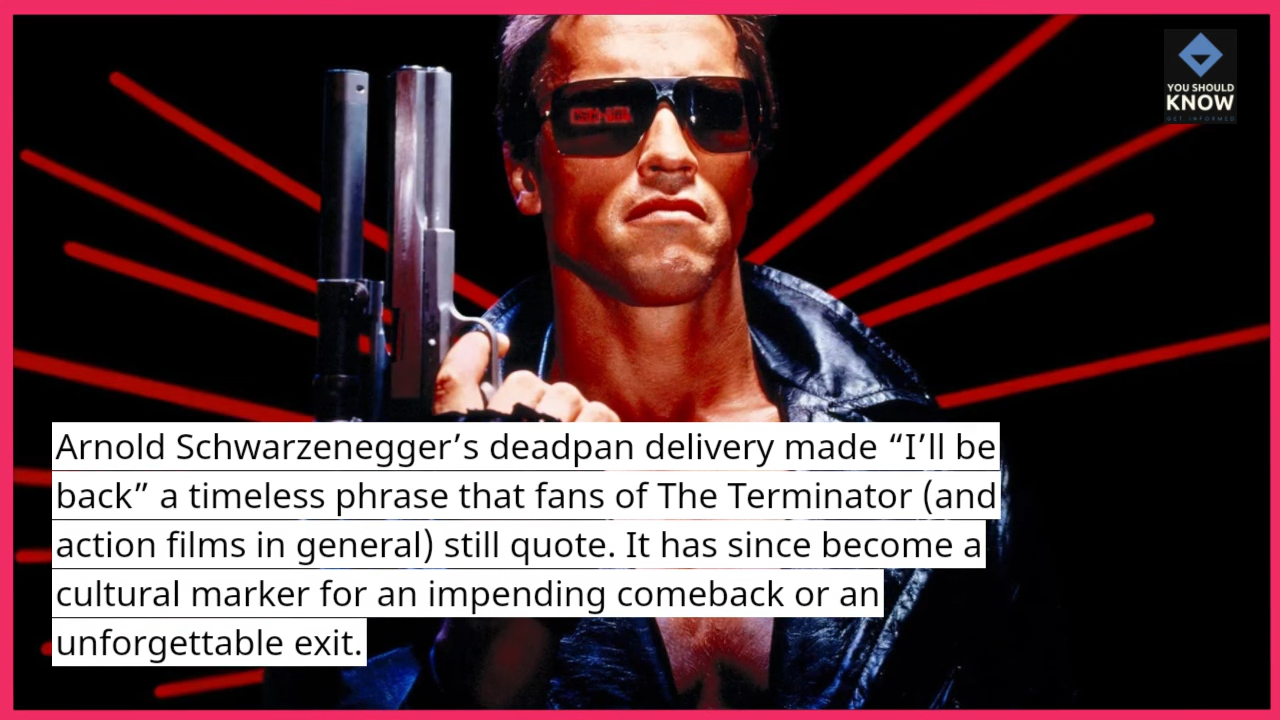 YOU SHOULD
KNOW
GET INFORMED
Arnold Schwarzenegger’s deadpan delivery made “I’ll be
back” a timeless phrase that fans of The Terminator (and
action films in general) still quote. It has since become a
cultural marker for an impending comeback or an
unforgettable exit.